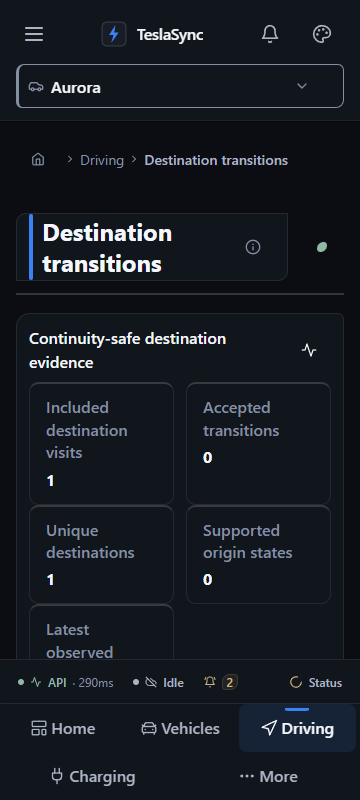 TeslaSync
Aurora
Driving
Destination transitions
Destination
transitions
Continuity-safe destination
evidence
Included
destination
visits
1
Accepted
transitions
0
Unique
destinations
1
Supported
origin states
0
Latest
observed
API · 290ms
Idle
2
Status
Home
Vehicles
Driving
Charging
More